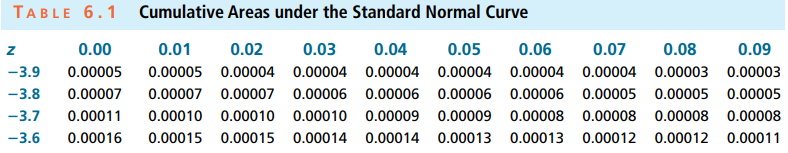 TABLE 6.1 Cumulative Areas under the Standard Normal Curve
z 0.00 0.01 0.02 0.03 0.04 0.05 0.06 0.07 0.08 0.09
−3.9 0.00005 0.00005 0.00004 0.00004 0.00004 0.00004 0.00004 0.00004 0.00003 0.00003
−3.8 0.00007 0.00007 0.00007 0.00006 0.00006 0.00006 0.00006 0.00005 0.00005 0.00005
−3.7 0.00011 0.00010 0.00010 0.00010 0.00009 0.00009 0.00008 0.00008 0.00008 0.00008
−3.6 0.00016 0.00015 0.00015 0.00014 0.00014 0.00013 0.00013 0.00012 0.00012 0.00011